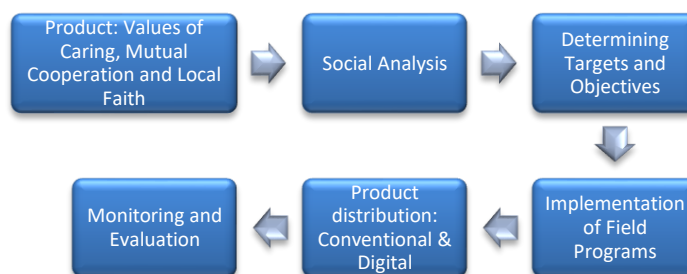 Product: Values of
Caring, Mutual
Cooperation and Local
Faith
Social Analysis
Determining
Targets and
Objectives
Implementation
of Field
Programs
Product
distribution:
Conventional &
Digital
Monitoring and
Evaluation